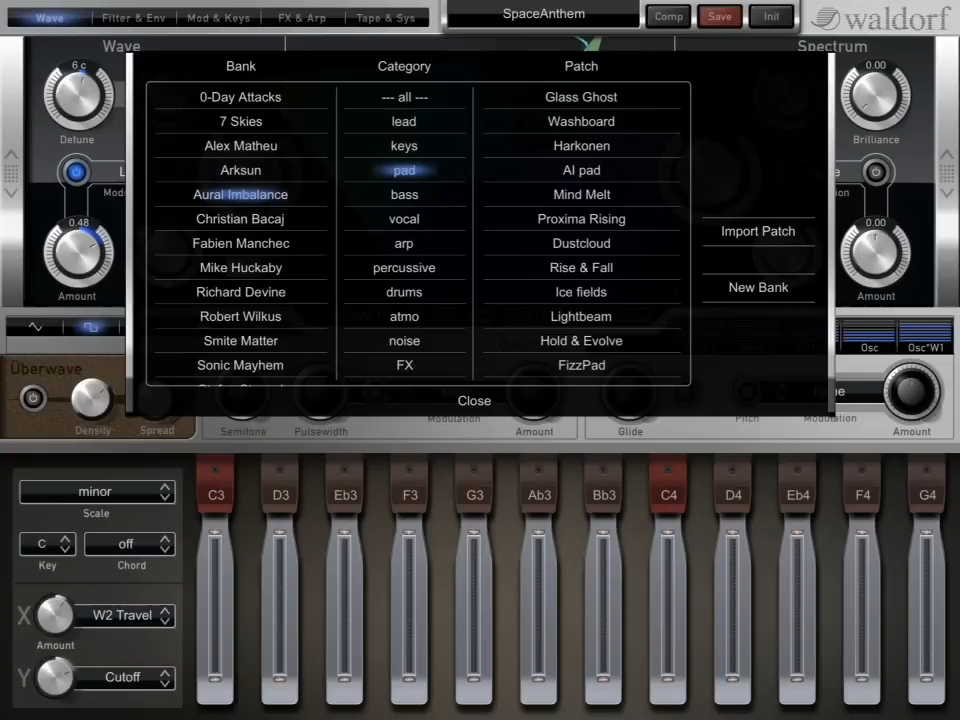 Wave Filter & Env Mod & Keys FX & Arp Tape & Sys SpaceAnthem Comp Save Init waldorf
Wave Spectrum
Bank Category Patch
6 c 0.00
0-Day Attacks --- all --- Glass Ghost
7 Skies lead Washboard
Detune Brilliance
Alex Matheu keys Harkonen
Arksun pad AI pad
Aural Imbalance bass Mind Melt
Christian Bacaj vocal Proxima Rising
0.48 0.00
Import Patch
Fabien Manchec arp Dustcloud
Mike Huckaby percussive Rise & Fall
New Bank
Richard Devine drums Ice fields
Amount Amount
Robert Wilkus atmo Lightbeam
Smite Matter noise Hold & Evolve
Osc Osc*W1
Sonic Mayhem FX FizzPad
Überwave
Close
Density Spread Semitone Pulsewidth Modulation Amount Glide Pitch Modulation Amount
minor
Scale
C off
Key Chord
X W2 Travel
Amount
Y Cutoff
C3 D3 Eb3 F3 G3 Ab3 Bb3 C4 D4 Eb4 F4 G4